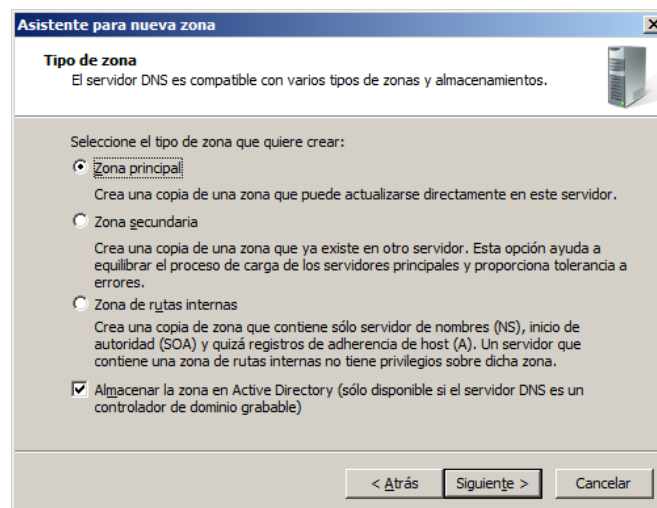 Asistente para nueva zona
Tipo de zona
El servidor DNS es compatible con varios tipos de zonas y almacenamientos.
Seleccione el tipo de zona que quiere crear:
Zona principal
Crea una copia de una zona que puede actualizarse directamente en este servidor.
Zona secundaria
Crea una copia de una zona que ya existe en otro servidor. Esta opción ayuda a
equilibrar el proceso de carga de los servidores principales y proporciona tolerancia a
errores.
Zona de rutas internas
Crea una copia de zona que contiene sólo servidor de nombres (NS), inicio de
autoridad (SOA) y quizá registros de adherencia de host (A). Un servidor que
contiene una zona de rutas internas no tiene privilegios sobre dicha zona.
Almacenar la zona en Active Directory (sólo disponible si el servidor DNS es un
controlador de dominio grabable)
< Atrás
Siguiente >
Cancelar